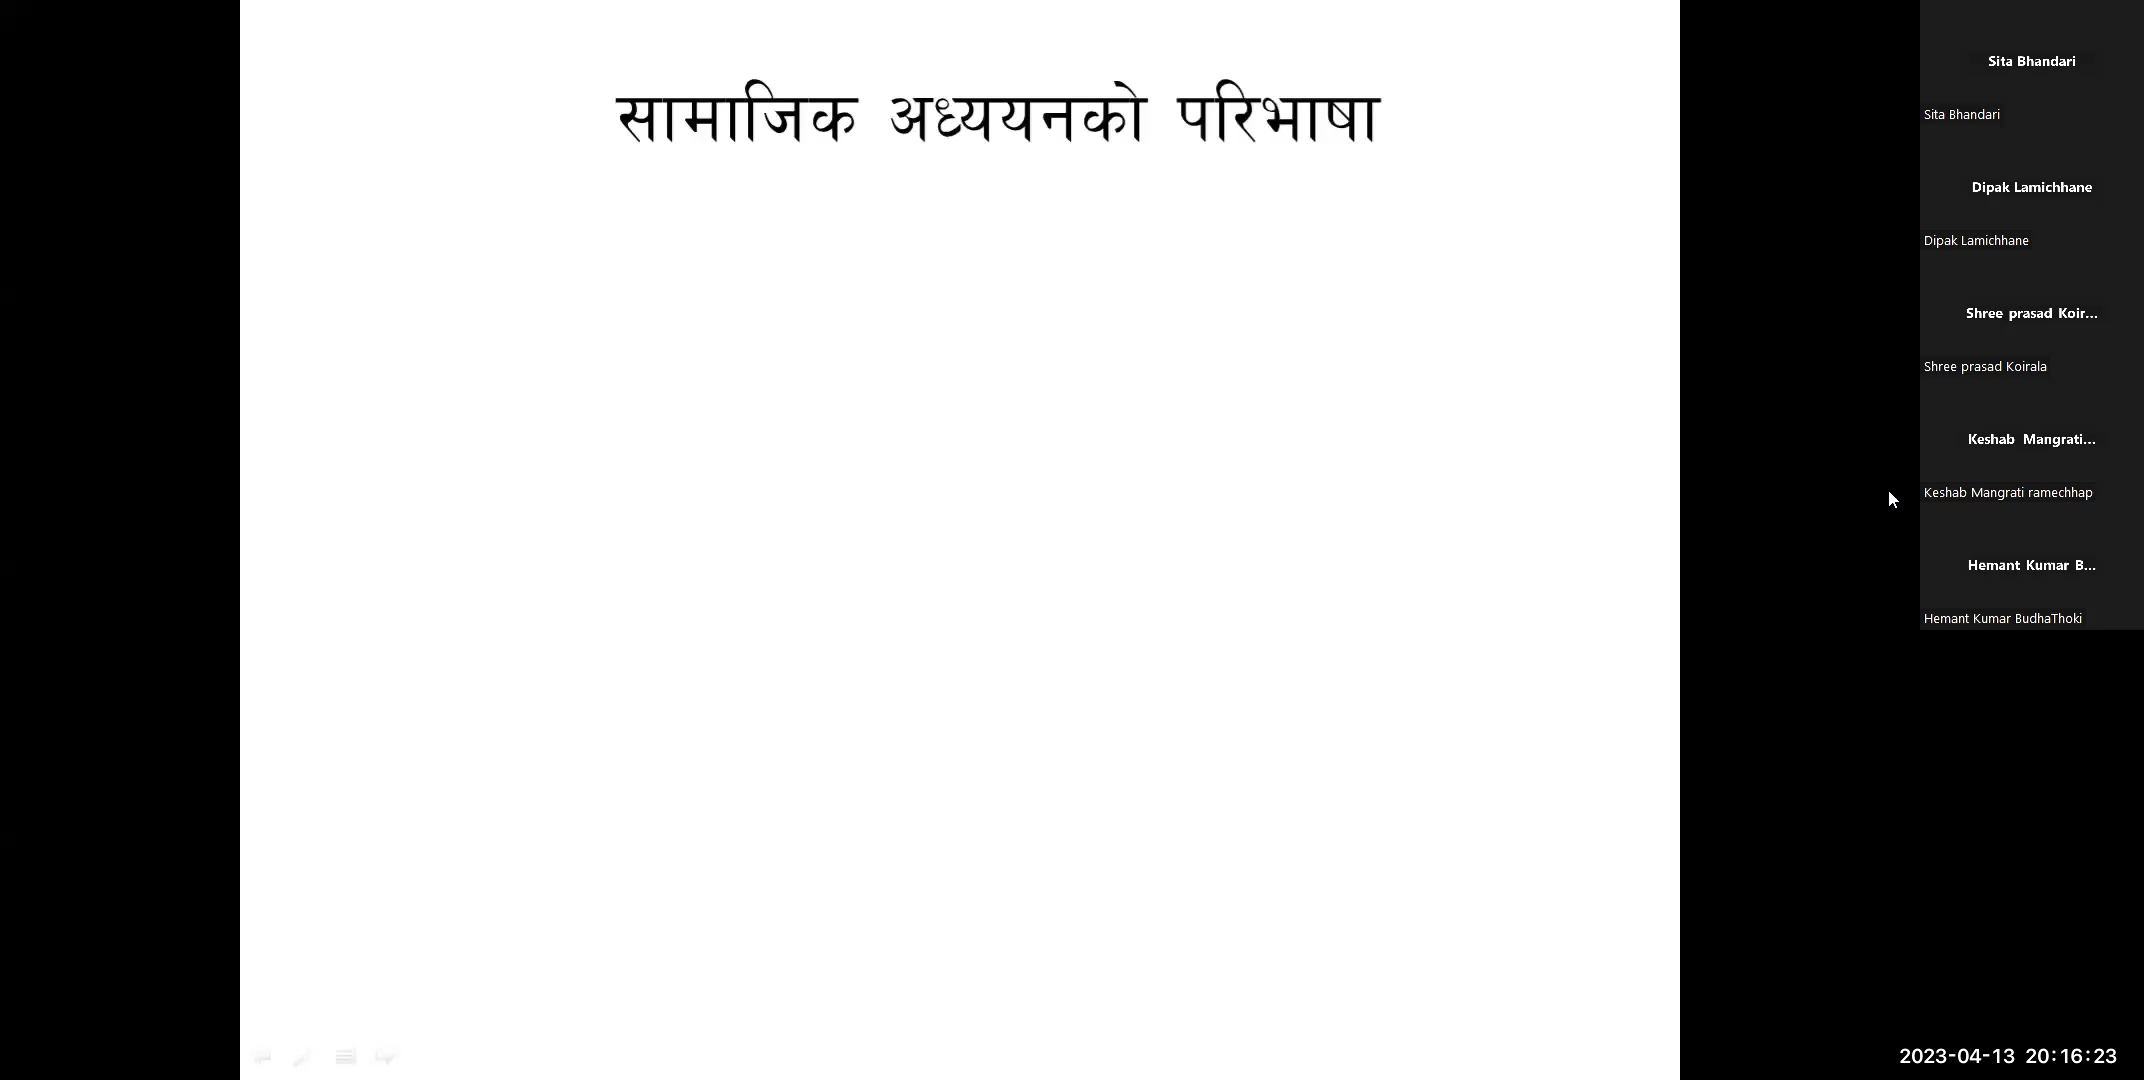 सामाजिक अध्ययनको परिभाषा
Sita Bhandari
Sita Bhandari
Dipak Lamichhane
Dipak Lamichhane
Shree prasad Koir...
Shree prasad Koirala
Keshab Mangrati...
Keshab Mangrati ramechhap
Hemant Kumar B...
Hemant Kumar BudhaThoki
2023-04-13 20:16:23